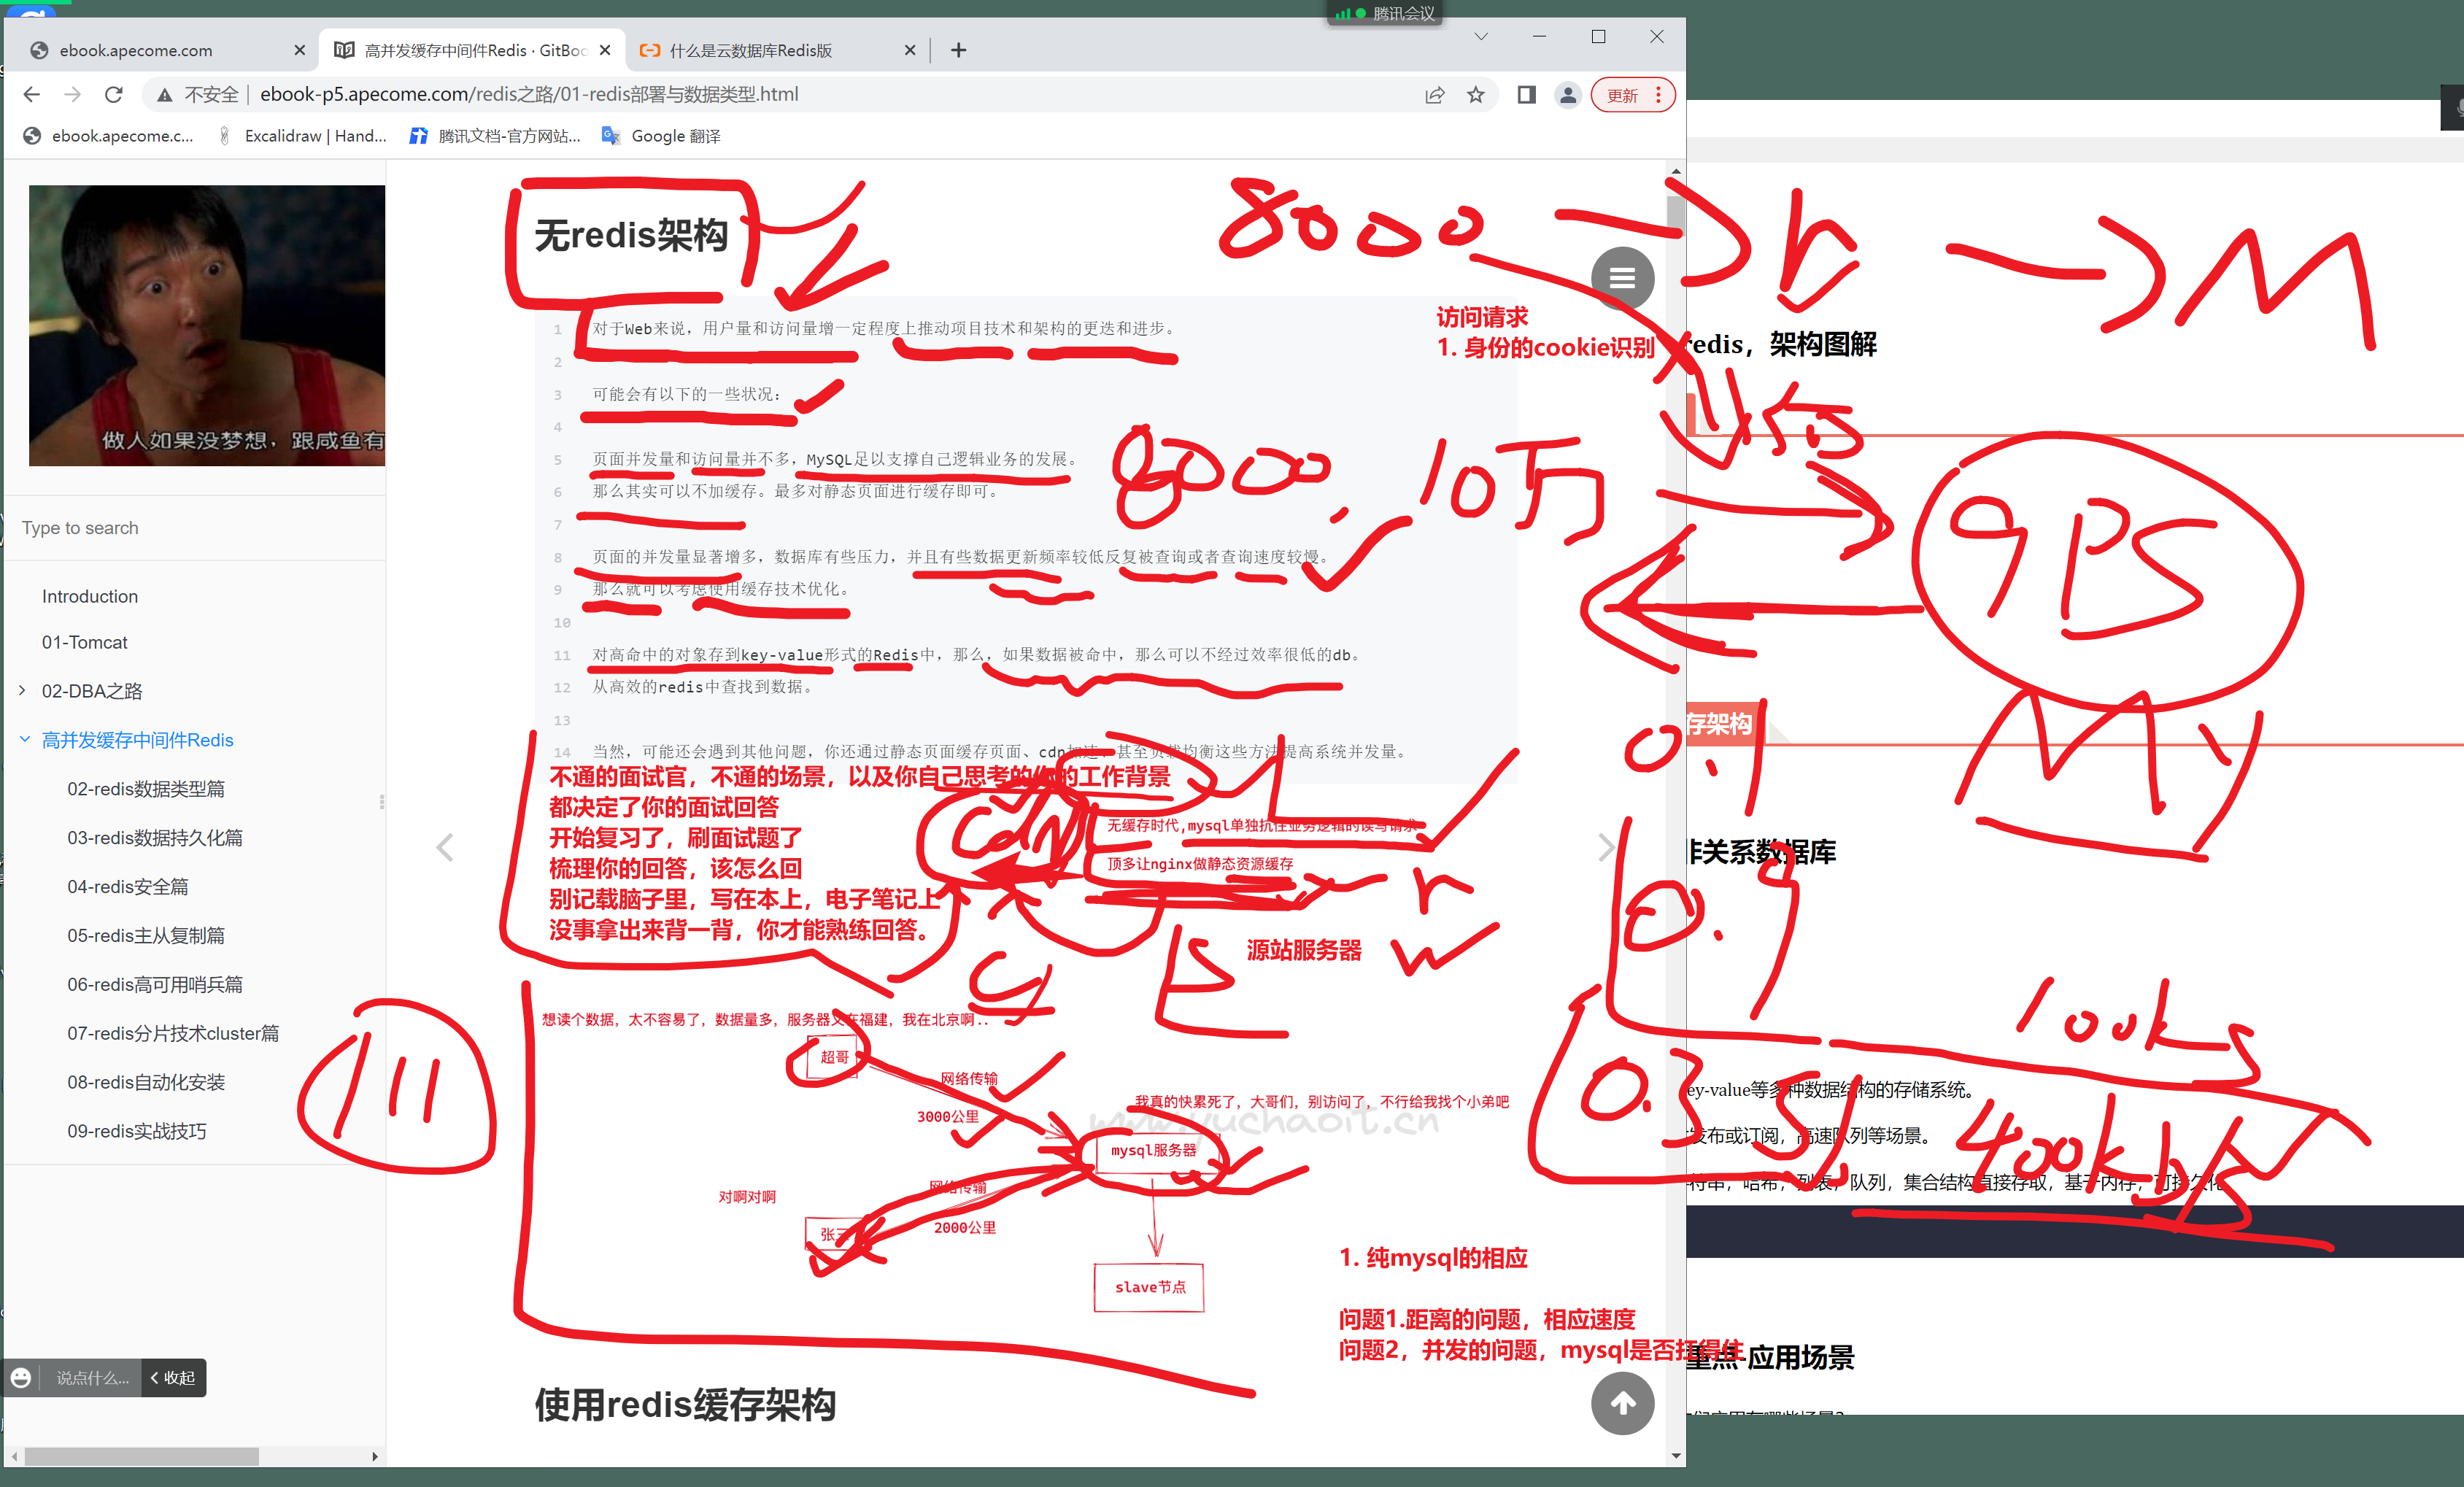 腾讯会议
ebook.apecome.com
高并发缓存中间件Redis · GitBoo
什么是云数据库Redis版
不安全
ebook-p5.apecome.com/redis之路/01-redis部署与数据类型.html
更新
ebook.apecome.c...
Excalidraw | Hand...
腾讯文档-官方网站...
Google 翻译
做人如果没梦想，跟咸鱼有
Type to search
Introduction
01-Tomcat
02-DBA之路
高并发缓存中间件Redis
02-redis数据类型篇
03-redis数据持久化篇
04-redis安全篇
05-redis主从复制篇
06-redis高可用哨兵篇
07-redis分片技术cluster篇
08-redis自动化安装
09-redis实战技巧
说点什么...
收起
无redis架构
8000
r
M
访问请求
1. 身份的cookie识别
1 对于Web来说，用户量和访问量增一定程度上推动项目技术和架构的更迭和进步。
2
3 可能会有以下的一些状况：
4
5 页面并发量和访问量并不多，MySQL足以支撑自己逻辑业务的发展。
6 那么其实可以不加缓存。最多对静态页面进行缓存即可。
7
8 页面的并发量显著增多，数据库有些压力，并且有些数据更新频率较低反复被查询或者查询速度较慢。
9 那么就可以考虑使用缓存技术优化。
10
11 对高命中的对象存到key-value形式的Redis中，那么，如果数据被命中，那么可以不经过效率很低的db。
12 从高效的redis中查找到数据。
13
14 当然，可能还会遇到其他问题，你还通过静态页面缓存页面、cdn加速、甚至负载均衡这些方法提高系统并发量。
8000, 10万
QPS
My
0.1
0.9
0.3s
100k
400k
不通的面试官，不通的场景，以及你自己思考的你的工作背景
都决定了你的面试回答
开始复习了，刷面试题了
梳理你的回答，该怎么回
别记载脑子里，写在本上，电子笔记上
没事拿出来背一背，你才能熟练回答。
cdn
无缓存时代,mysql单独抗住业务逻辑的读写请求
顶多让nginx做静态资源缓存
r
w
源站服务器
想读个数据，太不容易了，数据量多，服务器又在福建，我在北京啊..
超哥
网络传输
3000公里
我真的快累死了，大哥们，别访问了，不行给我找个小弟吧
www.yuchaoit.cn
mysql服务器
对啊对啊
网络传输
2000公里
张三
slave节点
1. 纯mysql的相应
问题1.距离的问题，相应速度
问题2，并发的问题，mysql是否扛得住
使用redis缓存架构
redis，架构图解
存架构
非关系数据库
ey-value等多种数据结构的存储系统。
发布或订阅，高速队列等场景。
符串，哈希，列表，队列，集合结构直接存取，基于内存，可持久化
重点-应用场景